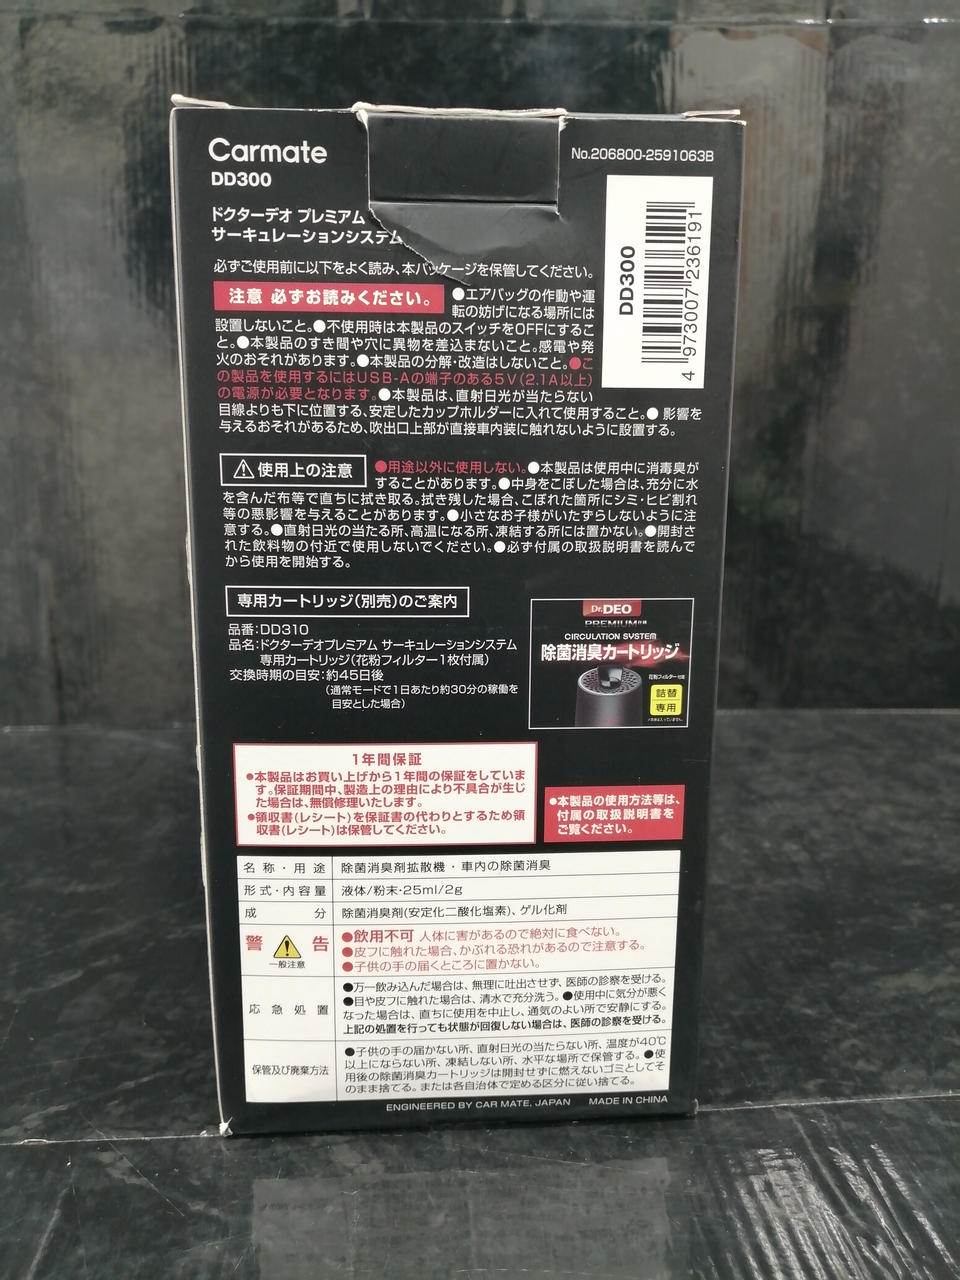 Carmate
DD300
No.206800-2591063B
ドクターデオ プレミアム
サーキュレーションシステム
DD300
4 973007 236191
必ずご使用前に以下をよく読み、本パッケージを保管してください。
注意 必ずお読みください。
●エアバッグの作動や運
転の妨げになる場所には
設置しないこと。●不使用時は本製品のスイッチをOFFにするこ
と。●本製品のすき間や穴に異物を差込まないこと。感電や発
火のおそれがあります。●本製品の分解・改造はしないこと。●こ
の製品を使用するにはUSB-Aの端子のある5V(2.1A以上)
の電源が必要となります。●本製品は、直射日光が当たらない
目線よりも下に位置する、安定したカップホルダーに入れて使用すること。● 影響を
与えるおそれがあるため、吹出口上部が直接車内装に触れないように設置する。
使用上の注意
●用途以外に使用しない。●本製品は使用中に消毒臭が
することがあります。●中身をこぼした場合は、充分に水
を含んだ布等で直ちに拭き取る。拭き残した場合、こぼれた箇所にシミ・ヒビ割れ
等の悪影響を与えることがあります。●小さなお子様がいたずらしないように注
意する。●直射日光の当たる所、高温になる所、凍結する所には置かない。●開封さ
れた飲料物の付近で使用しないでください。●必ず付属の取扱説明書を読んで
から使用を開始する。
専用カートリッジ(別売)のご案内
品番:DD310
品名:ドクターデオプレミアム サーキュレーションシステム
専用カートリッジ(花粉フィルター1枚付属)
交換時期の目安:約45日後
(通常モードで1日あたり約30分の稼働を
目安とした場合)
Dr.DEO
PREMIUM仕様
CIRCULATION SYSTEM
除菌消臭カートリッジ
花粉フィルター付属
詰替
専用
1年間保証
●本製品はお買い上げから1年間の保証をしていま
す。保証期間中、製造上の理由により不具合が生じ
た場合は、無償修理いたします。
●領収書(レシート)を保証書の代わりとするため領
収書(レシート)は保管してください。
●本製品の使用方法等は、
付属の取扱説明書を
ご覧ください。
名称・用途 除菌消臭剤拡散機・車内の除菌消臭
形式・内容量 液体/粉末・25ml/2g
成分 除菌消臭剤(安定化二酸化塩素)、ゲル化剤
警告
一般注意
●飲用不可 人体に害があるので絶対に食べない。
●皮フに触れた場合、かぶれる恐れがあるので注意する。
●子供の手の届くところに置かない。
応急処置
●万一飲み込んだ場合は、無理に吐出させず、医師の診察を受ける。
●目や皮フに触れた場合は、清水で充分洗う。●使用中に気分が悪く
なった場合は、直ちに使用を中止し、通気のよい所で安静にする。
上記の処置を行っても状態が回復しない場合は、医師の診察を受ける。
保管及び廃棄方法
●子供の手の届かない所、直射日光の当たらない所、温度が40℃
以上にならない所、凍結しない所、水平な場所で保管する。●使
用後の除菌消臭カートリッジは開封せずに燃えないゴミとしてそ
のまま捨てる。または各自治体で定める区分に従い捨てる。
ENGINEERED BY CAR MATE, JAPAN MADE IN CHINA